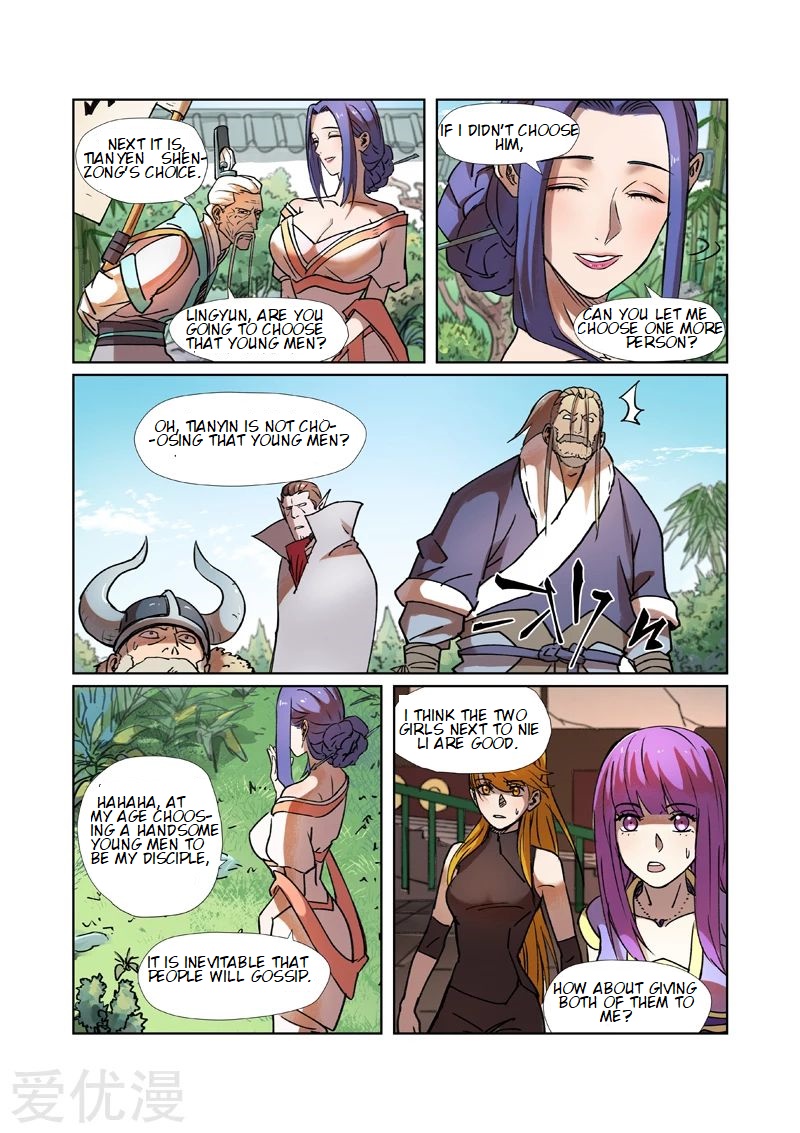 NEXT IT IS,
TIANYEN SHEN-
ZONG'S CHOICE.
LINGYUN, ARE YOU
GOING TO CHOOSE
THAT YOUNG MEN?
IF I DIDN'T CHOOSE
HIM,
CAN YOU LET ME
CHOOSE ONE MORE
PERSON?
OH, TIANYIN IS NOT CHO-
-OSING THAT YOUNG MEN?
HAHAHA, AT
MY AGE CHOOS-
ING A HANDSOME
YOUNG MEN TO
BE MY DISCIPLE,
IT IS INEVITABLE THAT
PEOPLE WILL GOSSIP.
I THINK THE TWO
GIRLS NEXT TO NIE
LI ARE GOOD.
HOW ABOUT GIVING
BOTH OF THEM TO
ME?
爱优漫